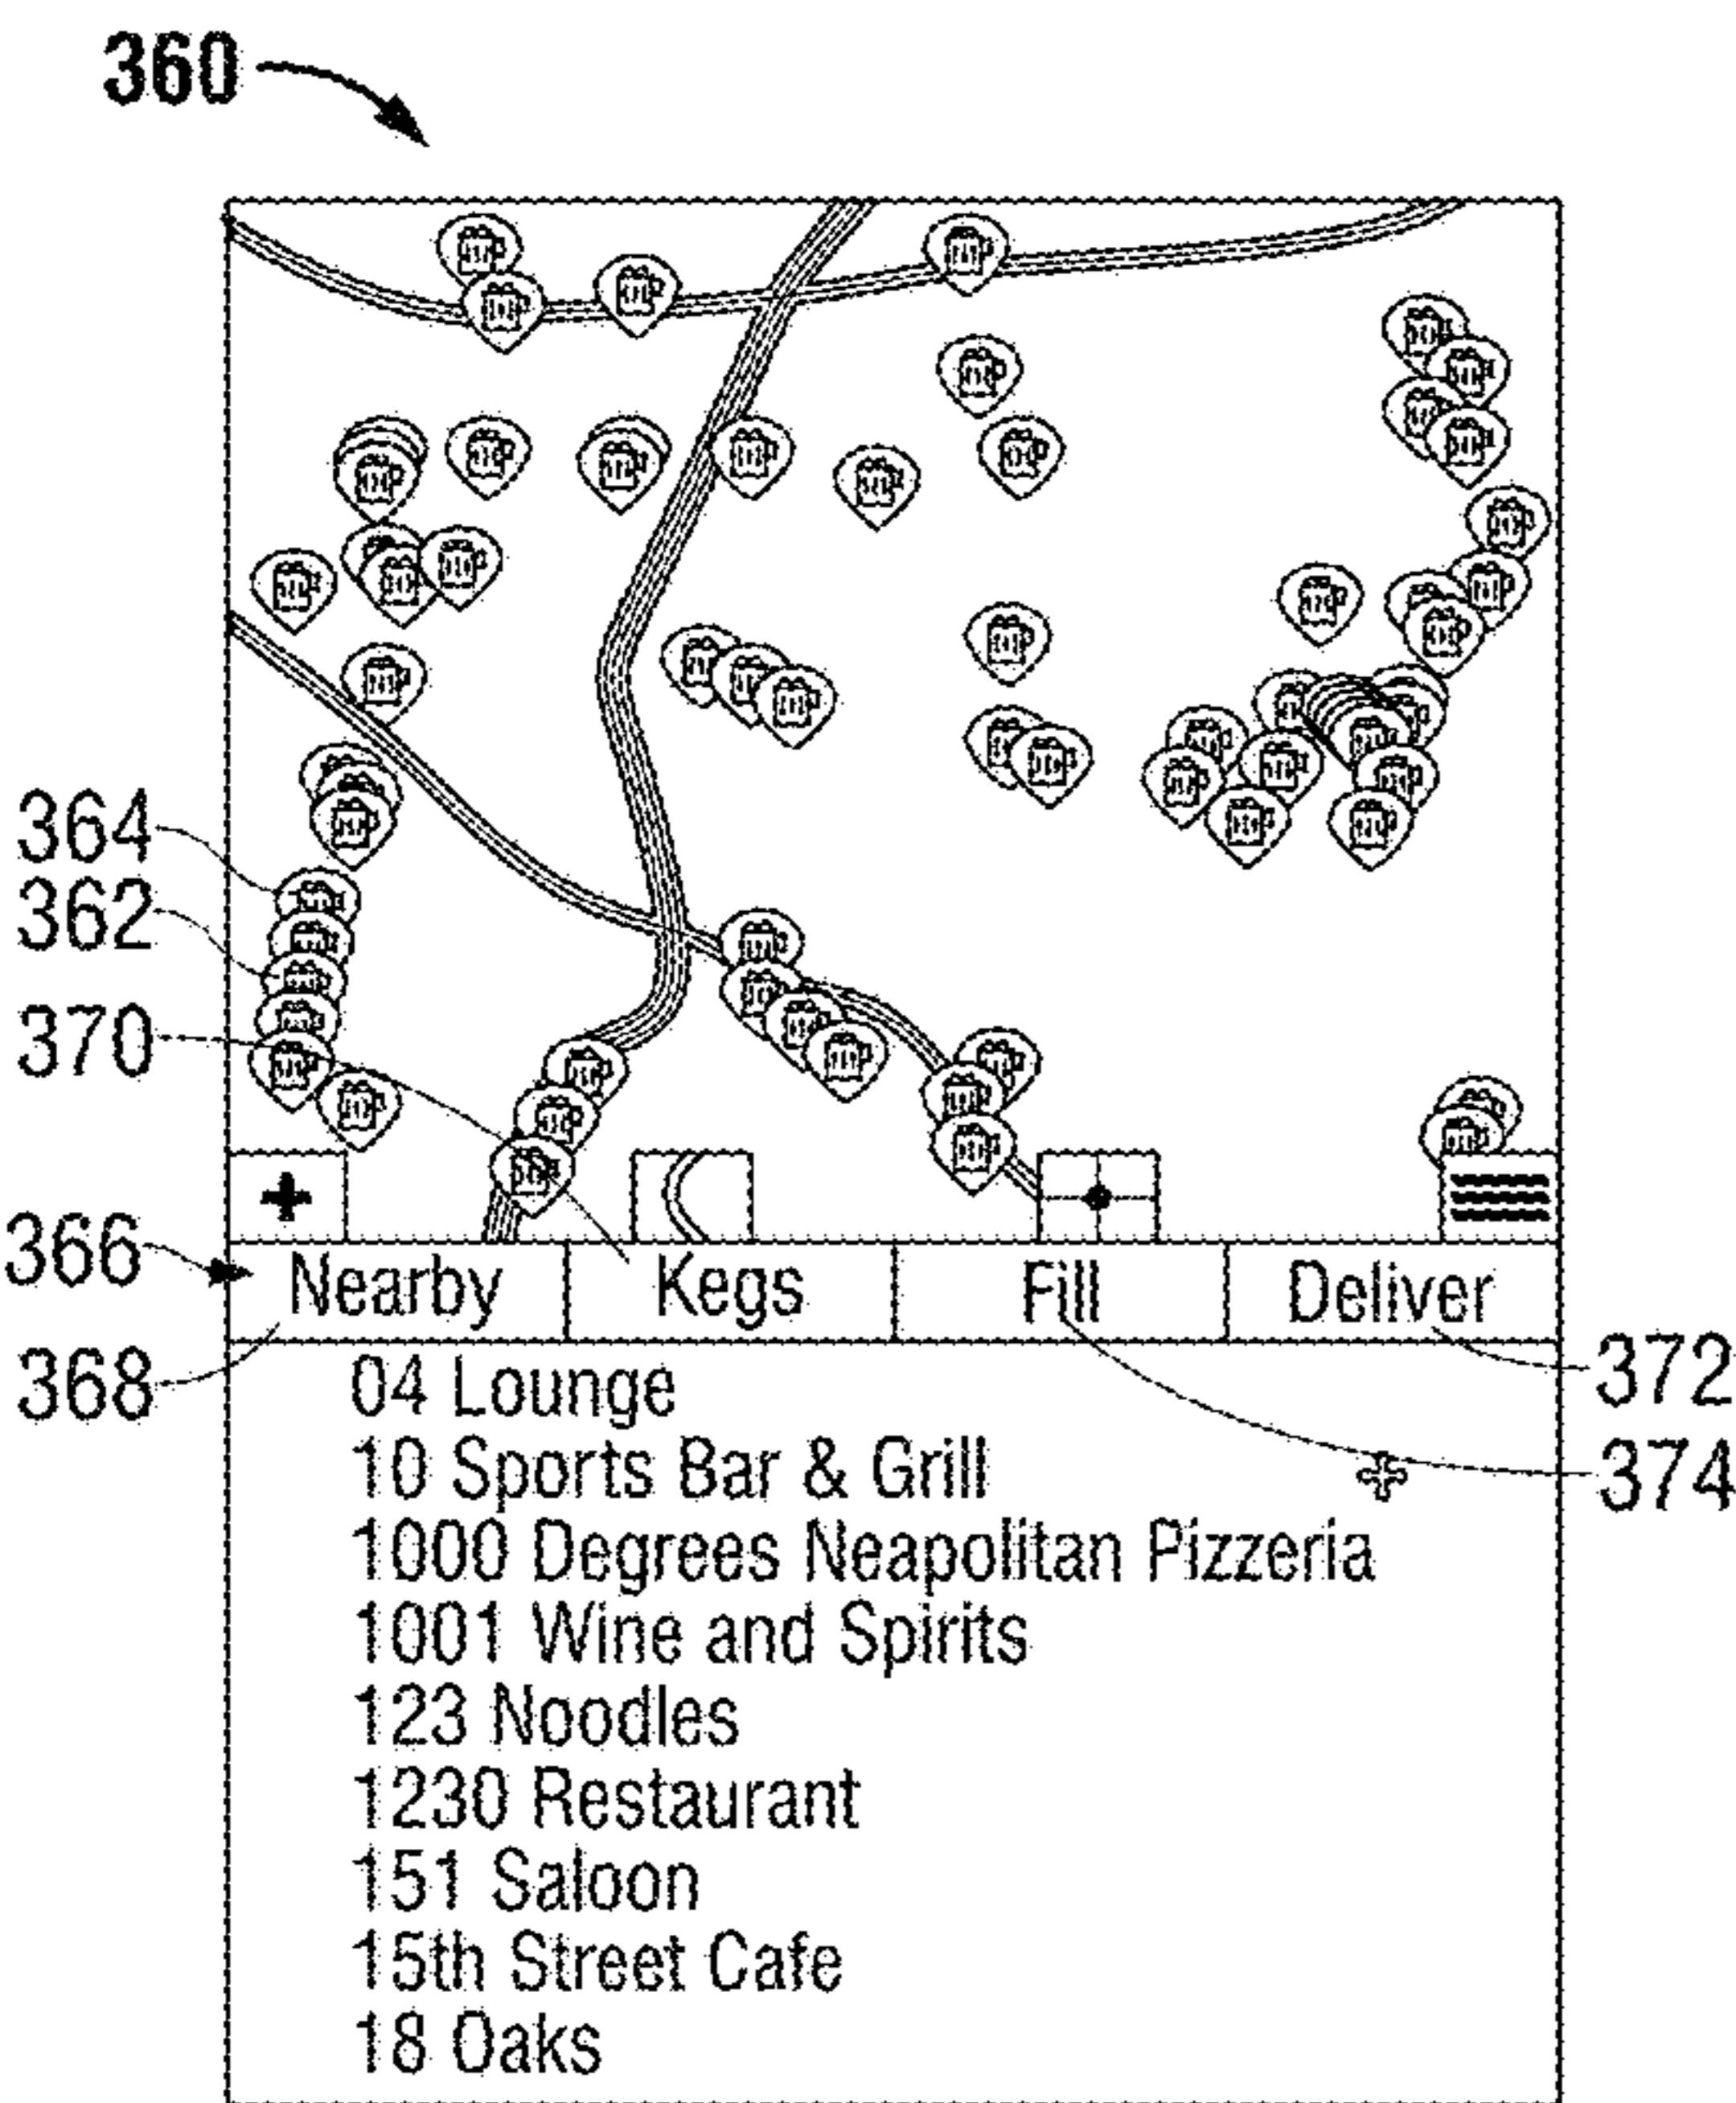 360
364
362
370
366
Nearby Kegs Fill Deliver
368
372
374
04 Lounge
10 Sports Bar & Grill
1000 Degrees Neapolitan Pizzeria
1001 Wine and Spirits
123 Noodles
1230 Restaurant
151 Saloon
15th Street Cafe
18 Oaks